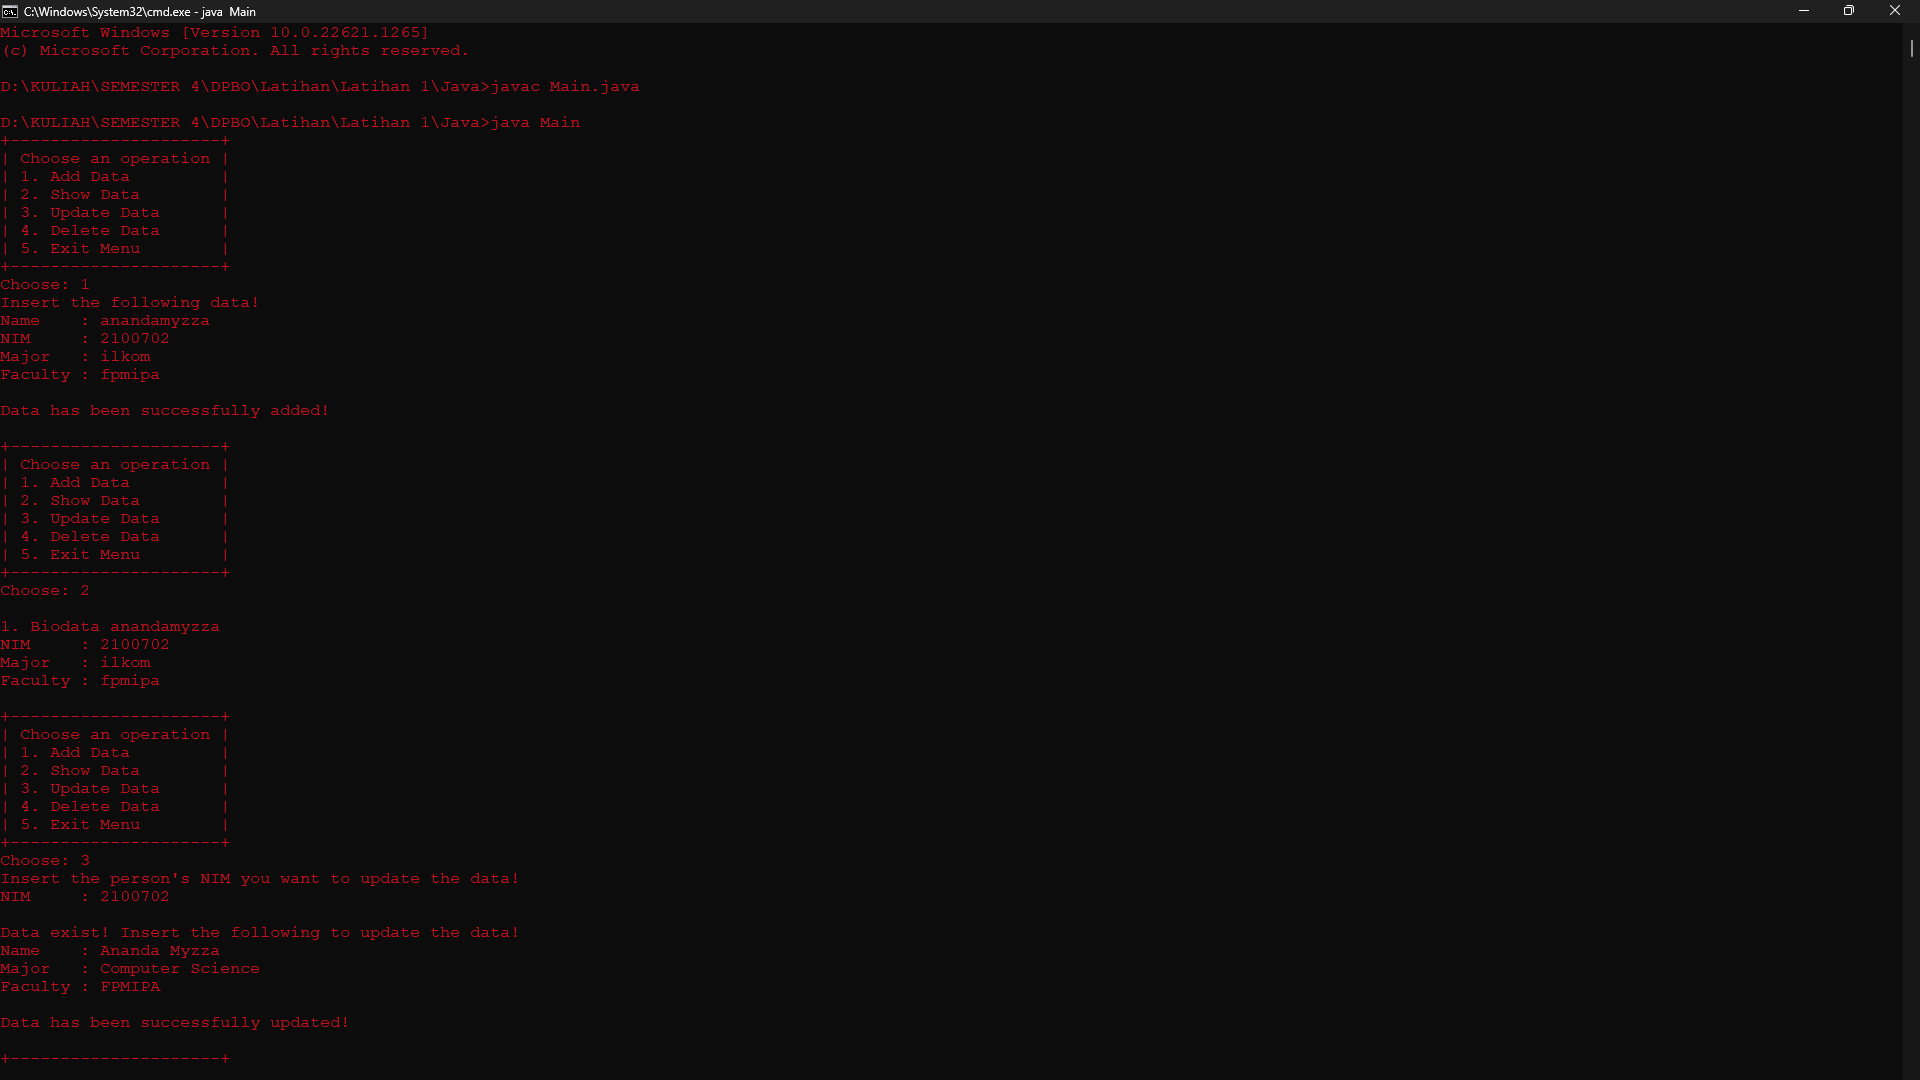 C:\Windows\System32\cmd.exe - java  Main
Microsoft Windows [Version 10.0.22621.1265]
(c) Microsoft Corporation. All rights reserved.
D:\KULIAH\SEMESTER 4\DPBO\Latihan\Latihan 1\Java>javac Main.java
D:\KULIAH\SEMESTER 4\DPBO\Latihan\Latihan 1\Java>java Main
+---------------------+
| Choose an operation |
| 1. Add Data         |
| 2. Show Data        |
| 3. Update Data      |
| 4. Delete Data      |
| 5. Exit Menu        |
+---------------------+
Choose: 1
Insert the following data!
Name    : anandamyzza
NIM     : 2100702
Major   : ilkom
Faculty : fpmipa
Data has been successfully added!
+---------------------+
| Choose an operation |
| 1. Add Data         |
| 2. Show Data        |
| 3. Update Data      |
| 4. Delete Data      |
| 5. Exit Menu        |
+---------------------+
Choose: 2
1. Biodata anandamyzza
NIM     : 2100702
Major   : ilkom
Faculty : fpmipa
+---------------------+
| Choose an operation |
| 1. Add Data         |
| 2. Show Data        |
| 3. Update Data      |
| 4. Delete Data      |
| 5. Exit Menu        |
+---------------------+
Choose: 3
Insert the person's NIM you want to update the data!
NIM     : 2100702
Data exist! Insert the following to update the data!
Name    : Ananda Myzza
Major   : Computer Science
Faculty : FPMIPA
Data has been successfully updated!
+---------------------+